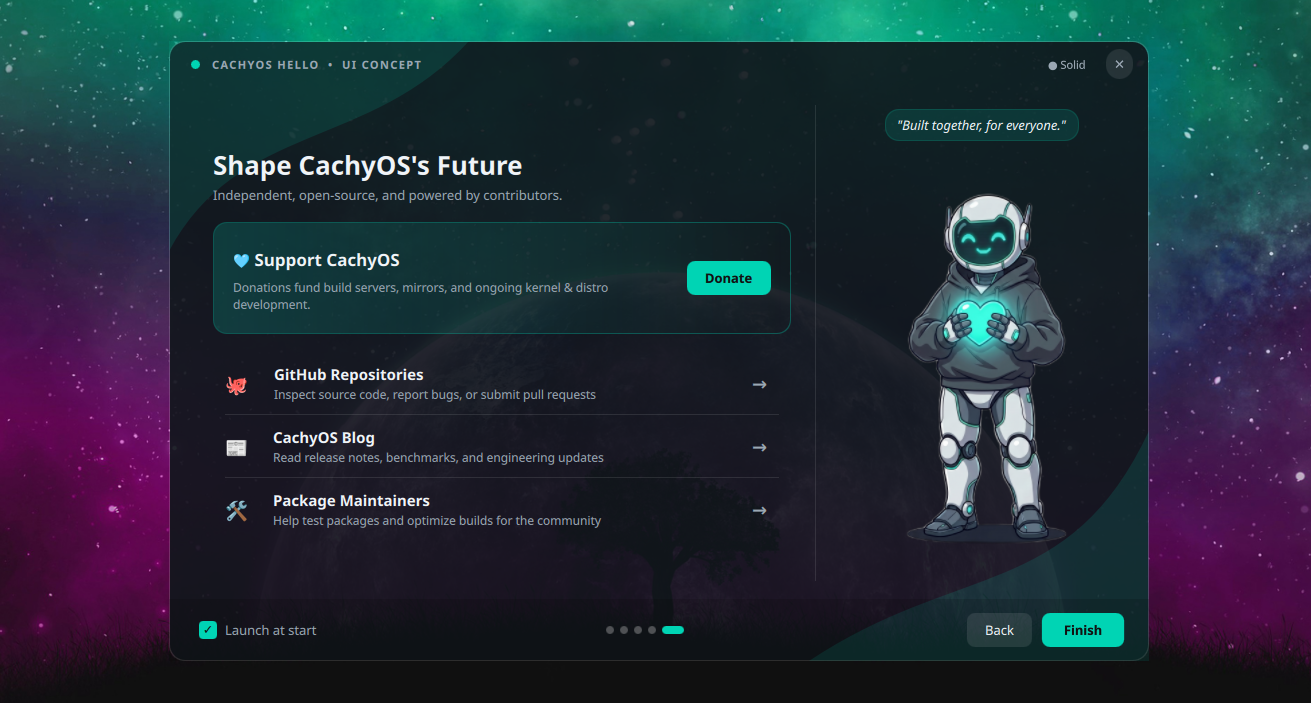 CACHYOS HELLO • UI CONCEPT
Solid
"Built together, for everyone."
Shape CachyOS's Future
Independent, open-source, and powered by contributors.
Support CachyOS
Donations fund build servers, mirrors, and ongoing kernel & distro
development.
Donate
GitHub Repositories
Inspect source code, report bugs, or submit pull requests
CachyOS Blog
Read release notes, benchmarks, and engineering updates
Package Maintainers
Help test packages and optimize builds for the community
Launch at start
Back
Finish